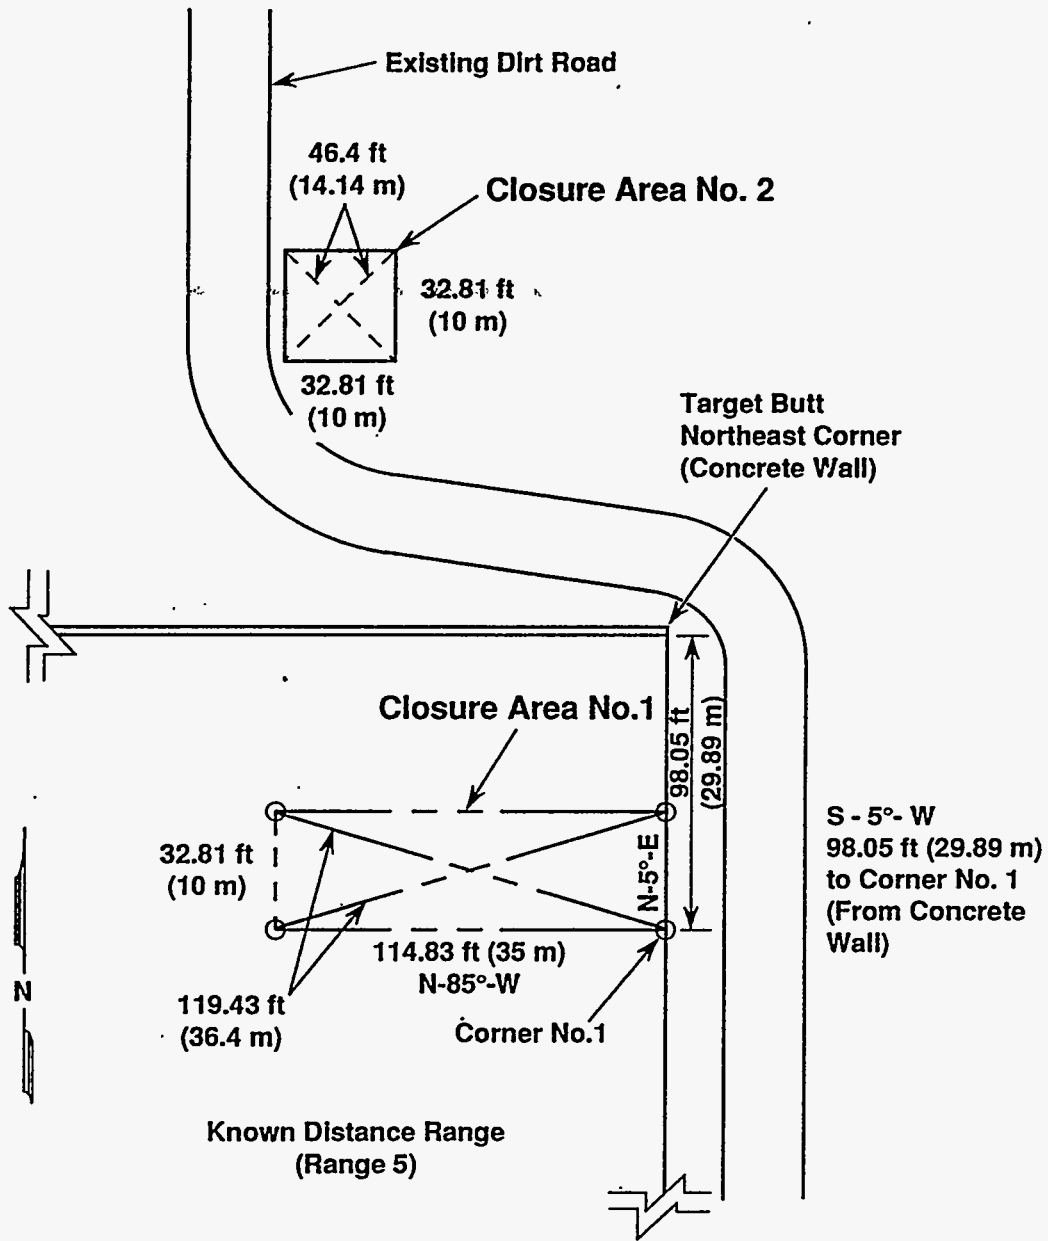 Existing Dirt Road
46.4 ft
(14.14 m)
Closure Area No. 2
32.81 ft
(10 m)
32.81 ft
(10 m)
Target Butt
Northeast Corner
(Concrete Wall)
Closure Area No.1
98.05 ft
(29.89 m)
N-5°-E
32.81 ft
(10 m)
S - 5°- W
98.05 ft (29.89 m)
to Corner No. 1
(From Concrete
Wall)
114.83 ft (35 m)
N-85°-W
N
119.43 ft
(36.4 m)
Corner No.1
Known Distance Range
(Range 5)